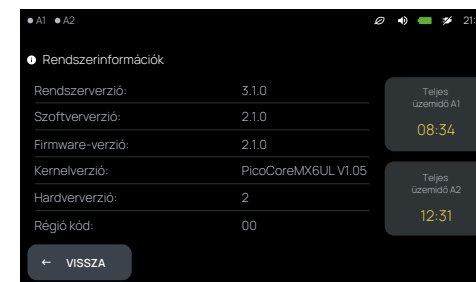 A1 A2 21:
Rendszerinformációk
Rendszerverzió: 3.1.0
Szoftververzió: 2.1.0
Firmware-verzió: 2.1.0
Kernelverzió: PicoCoreMX6UL V1.05
Hardververzió: 2
Régió kód: 00
Teljes
üzemidő A1
08:34
Teljes
üzemidő A2
12:31
← VISSZA